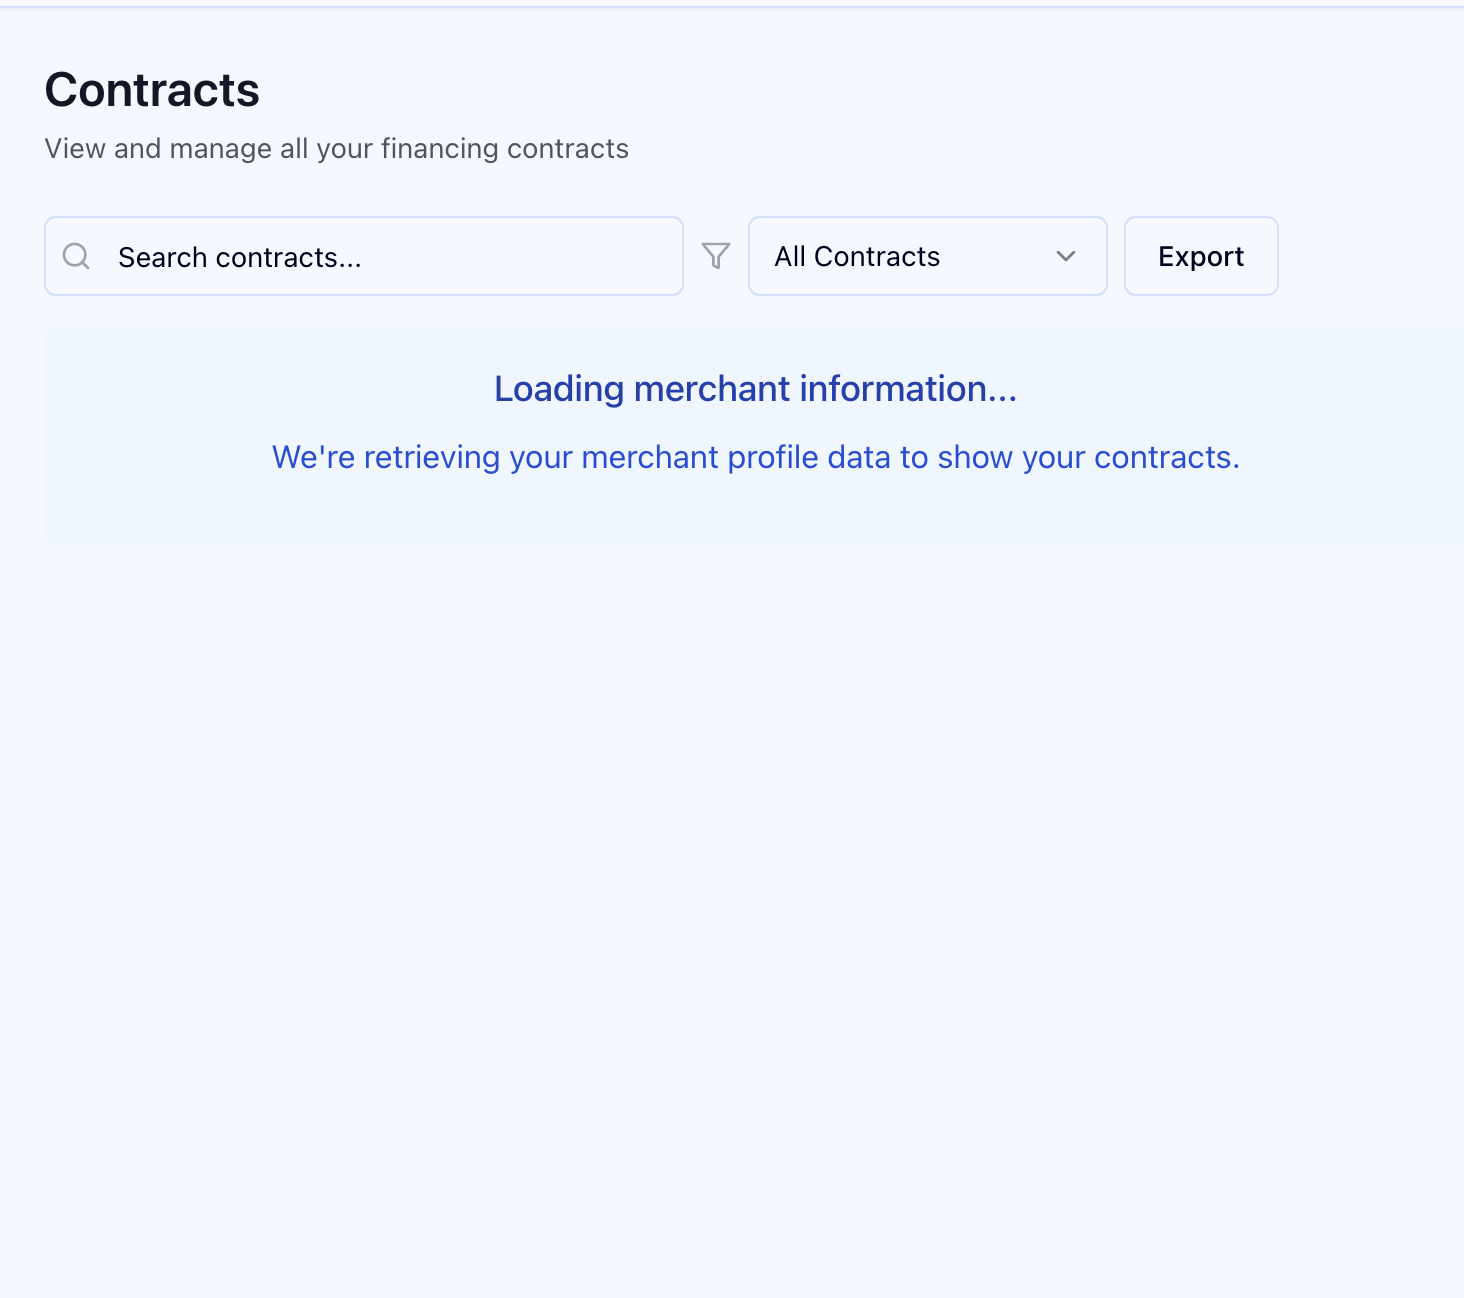 Contracts
View and manage all your financing contracts
Search contracts...
All Contracts
Export
Loading merchant information...
We're retrieving your merchant profile data to show your contracts.